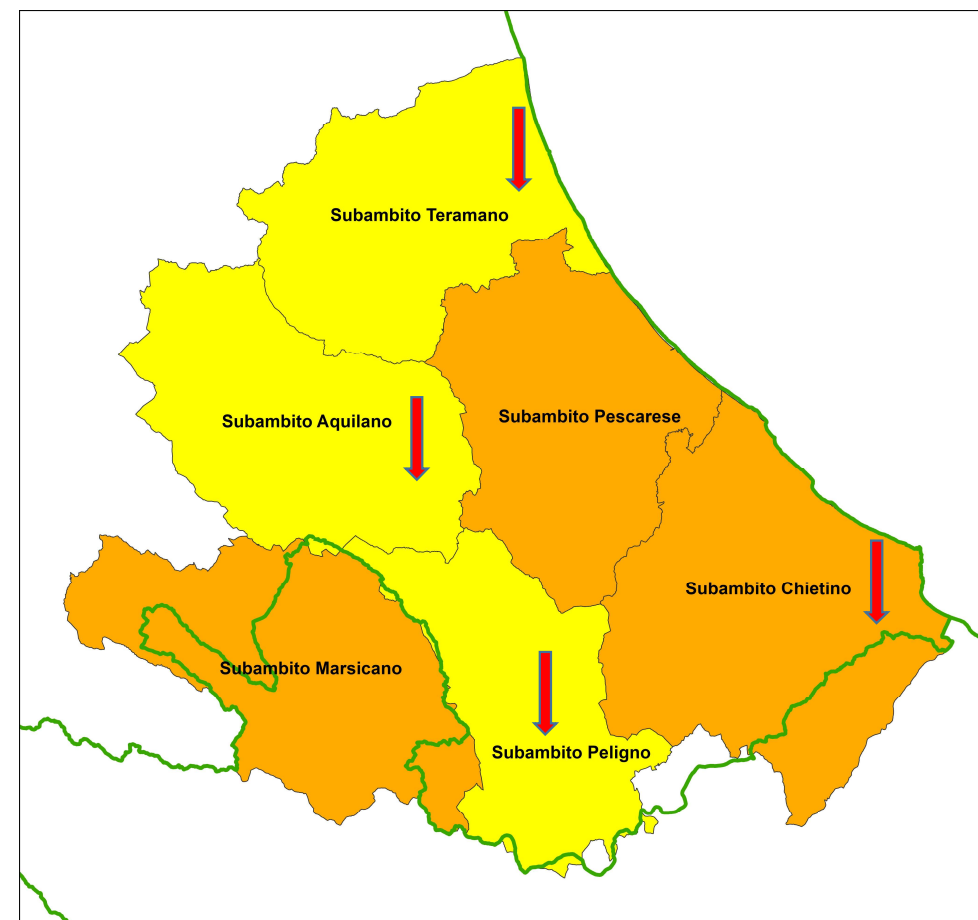 Subambito Teramano
Subambito Pescarese
Subambito Aquilano
Subambito Chietino
Subambito Marsicano
Subambito Peligno